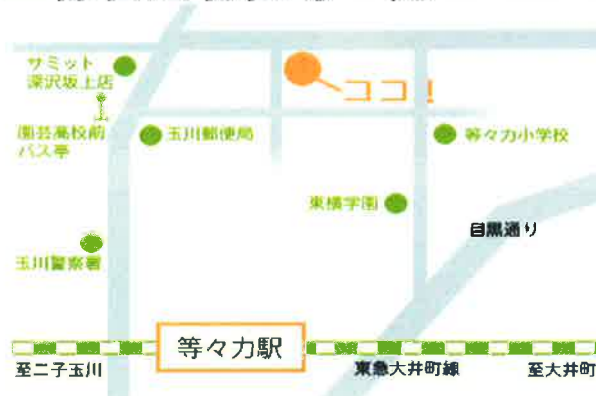 サミット
深沢坂上店
ココ!
園芸高校前
バス亭
玉川郵便局
等々力小学校
東横学園
目黒通り
玉川警察署
等々力駅
至二子玉川
東急大井町線
至大井町